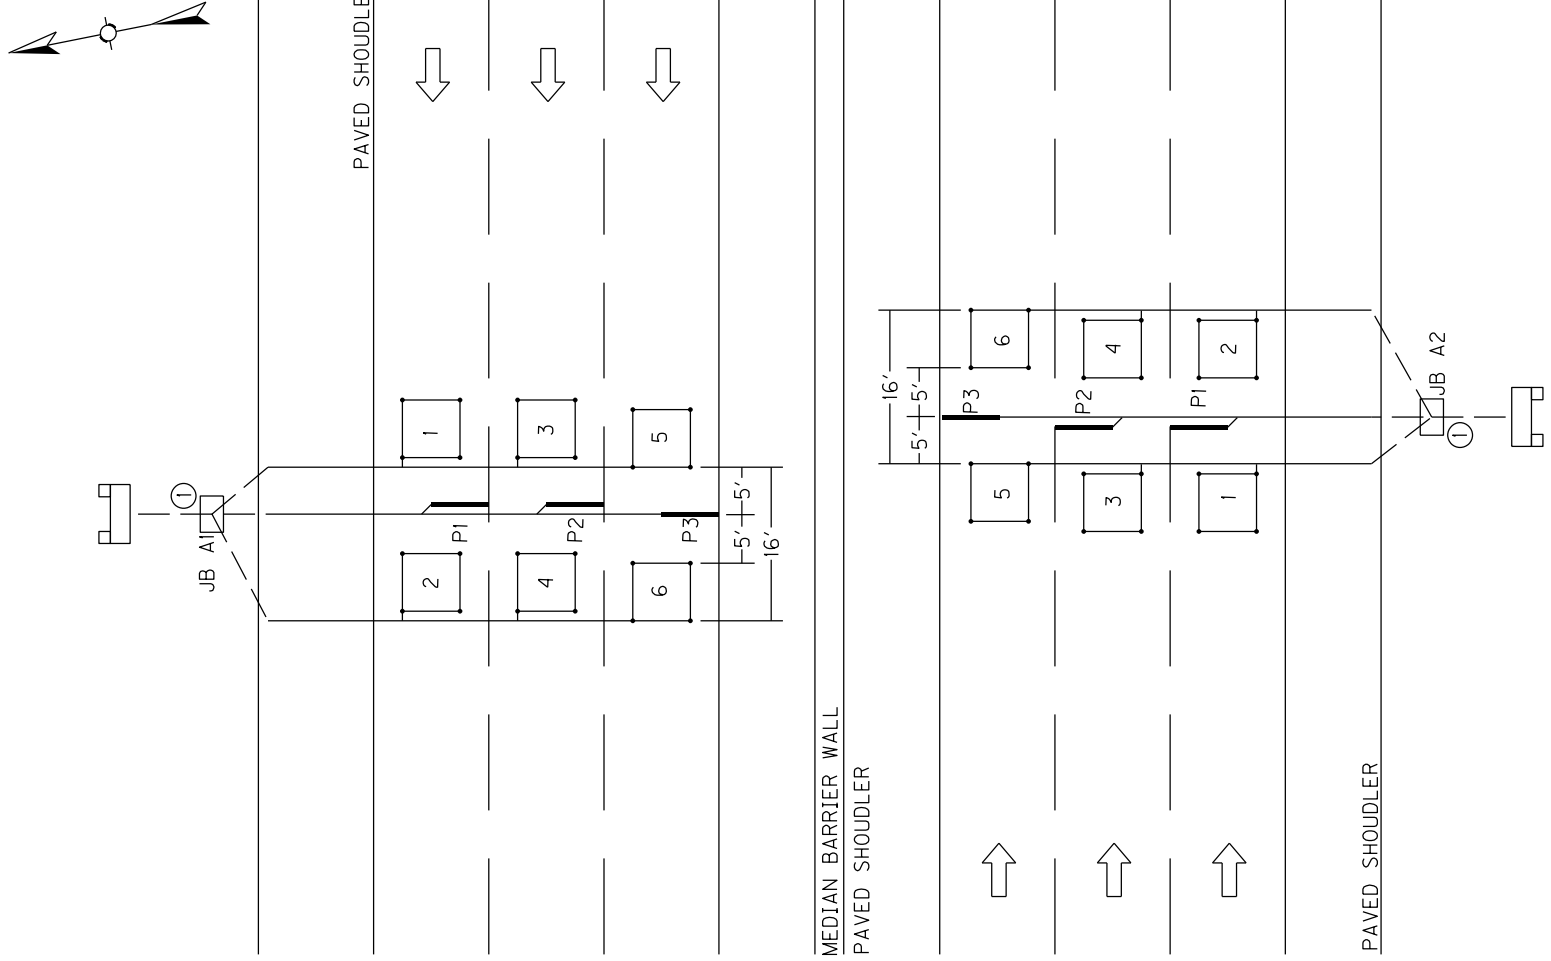 PAVED SHOUDLE
1
3
5
1
JB A1
P1
P2
P3
5'
5'
16'
2
4
6
16'
5'
5'
6
4
2
P3
P2
P1
JB A2
1
5
3
1
MEDIAN BARRIER WALL
PAVED SHOUDLER
PAVED SHOUDLER